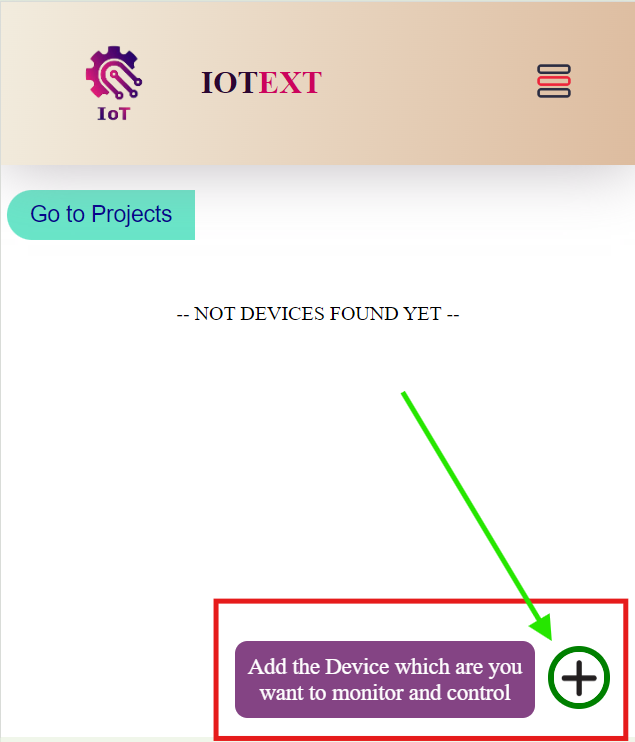 IoT
IOTEXT
Go to Projects
-- NOT DEVICES FOUND YET --
Add the Device which are you
want to monitor and control